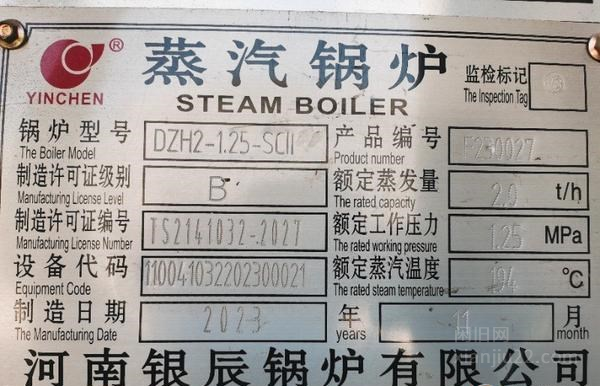 YINCHEN ®
蒸汽锅炉
STEAM BOILER
监检标记
The Inspection Tag
锅炉型号 DZH2-1.25-SCII
The Boiler Model
产品编号 F230027
Product number
制造许可证级别 B
Manufacturing License Level
额定蒸发量 2.0 t/h
The rated capacity
制造许可证编号 TS2141032-2027
Manufacturing License Number
额定工作压力 1.25 MPa
The rated working pressure
设备代码 110041032202300021
Equipment Code
额定蒸汽温度 194 ℃
The rated steam temperature
制造日期 2023 年 11 月
The Manufacturing Date years month
河南银辰锅炉有限公司
闲旧网